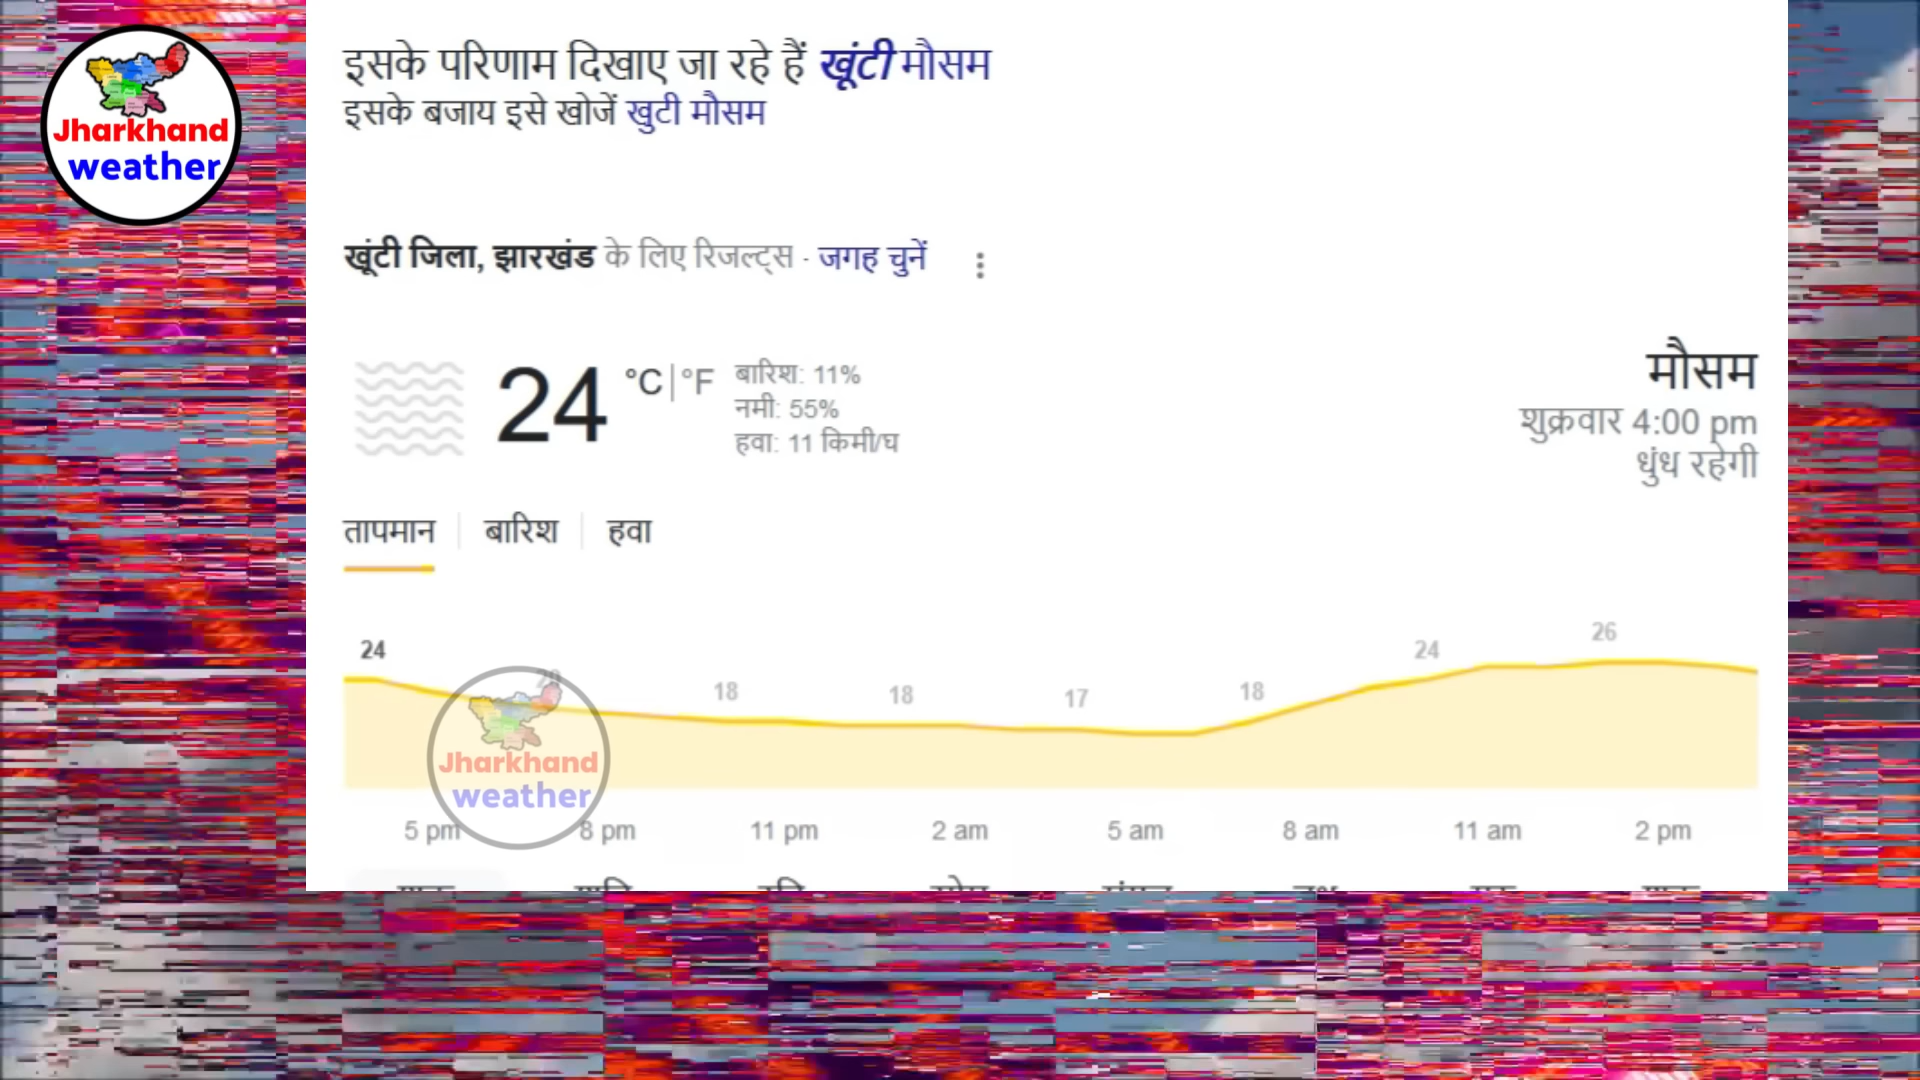 Jharkhand
weather
इसके परिणाम दिखाए जा रहे हैं खूंटी मौसम
इसके बजाय इसे खोजें खुटी मौसम
खूंटी जिला, झारखंड के लिए रिजल्ट्स · जगह चुनें
24 °C | °F
बारिश: 11%
नमी: 55%
हवा: 11 किमी/घ
मौसम
शुक्रवार 4:00 pm
धुंध रहेगी
तापमान | बारिश | हवा
24 20 18 18 17 18 24 26
Jharkhand
weather
5 pm 8 pm 11 pm 2 am 5 am 8 am 11 am 2 pm